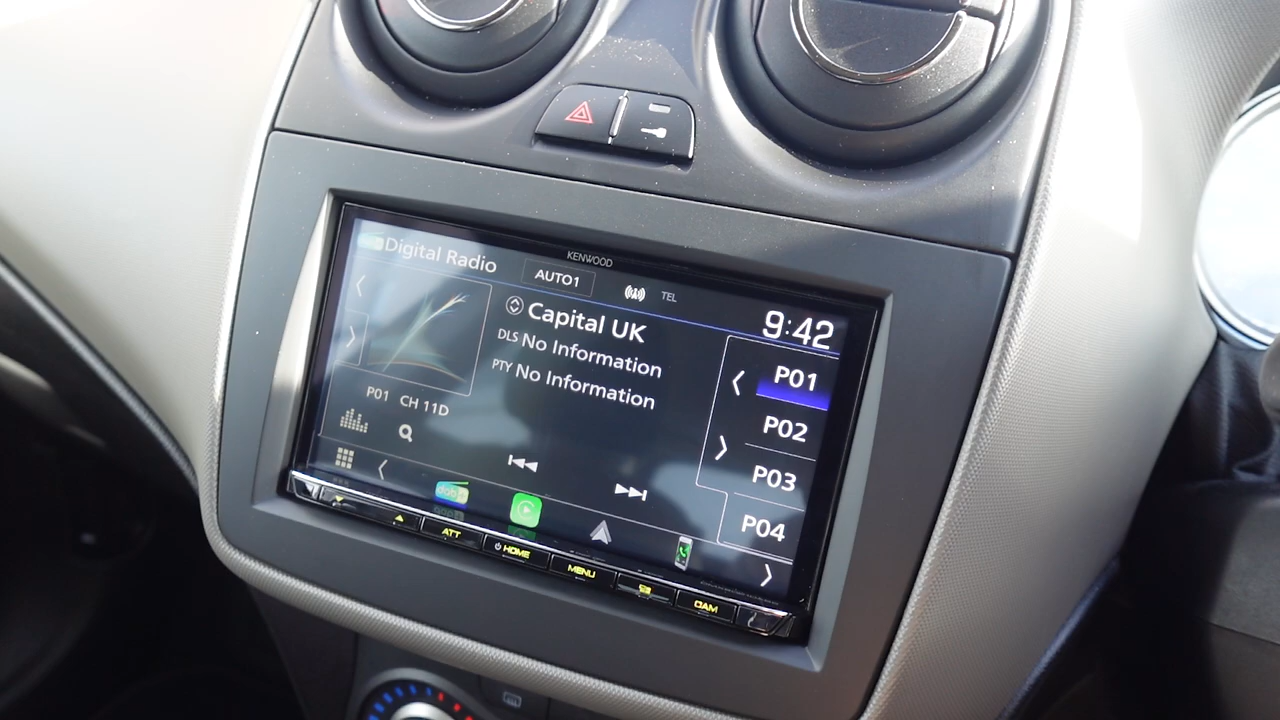 KENWOOD
Digital Radio
AUTO1
TEL
9:42
Capital UK
DLS No Information
PTY No Information
P01 CH 11D
P01
P02
P03
P04
dab
ATT
HOME
MENU
CAM